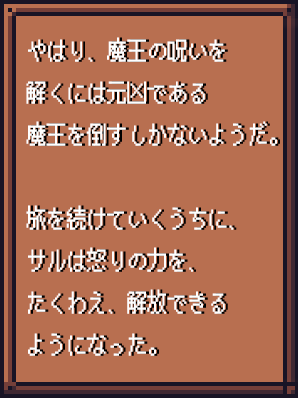 やはり、魔王の呪いを
解くには元凶である
魔王を倒すしかないようだ。
旅を続けていくうちに、
サルは怒りの力を、
たくわえ、解放できる
ようになった。